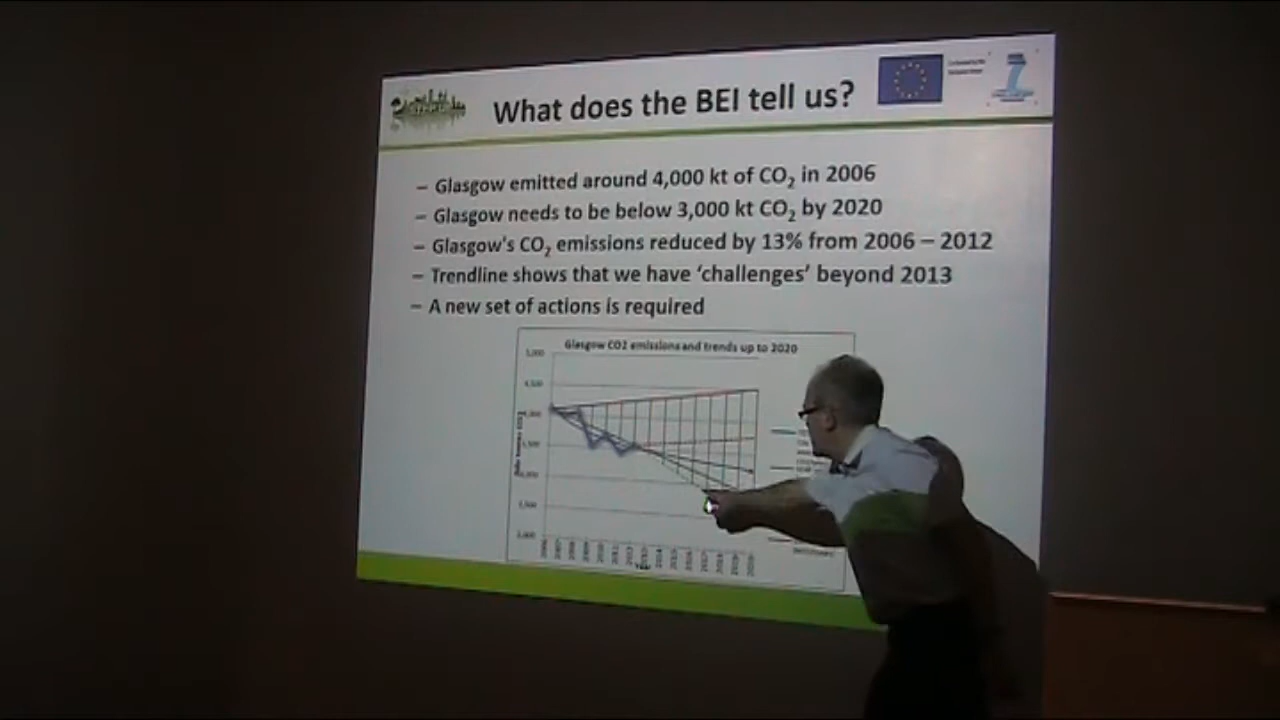 What does the BEI tell us?
– Glasgow emitted around 4,000 kt of CO₂ in 2006
– Glasgow needs to be below 3,000 kt CO₂ by 2020
– Glasgow's CO₂ emissions reduced by 13% from 2006 – 2012
– Trendline shows that we have 'challenges' beyond 2013
– A new set of actions is required
Glasgow CO2 emissions and trends up to 2020